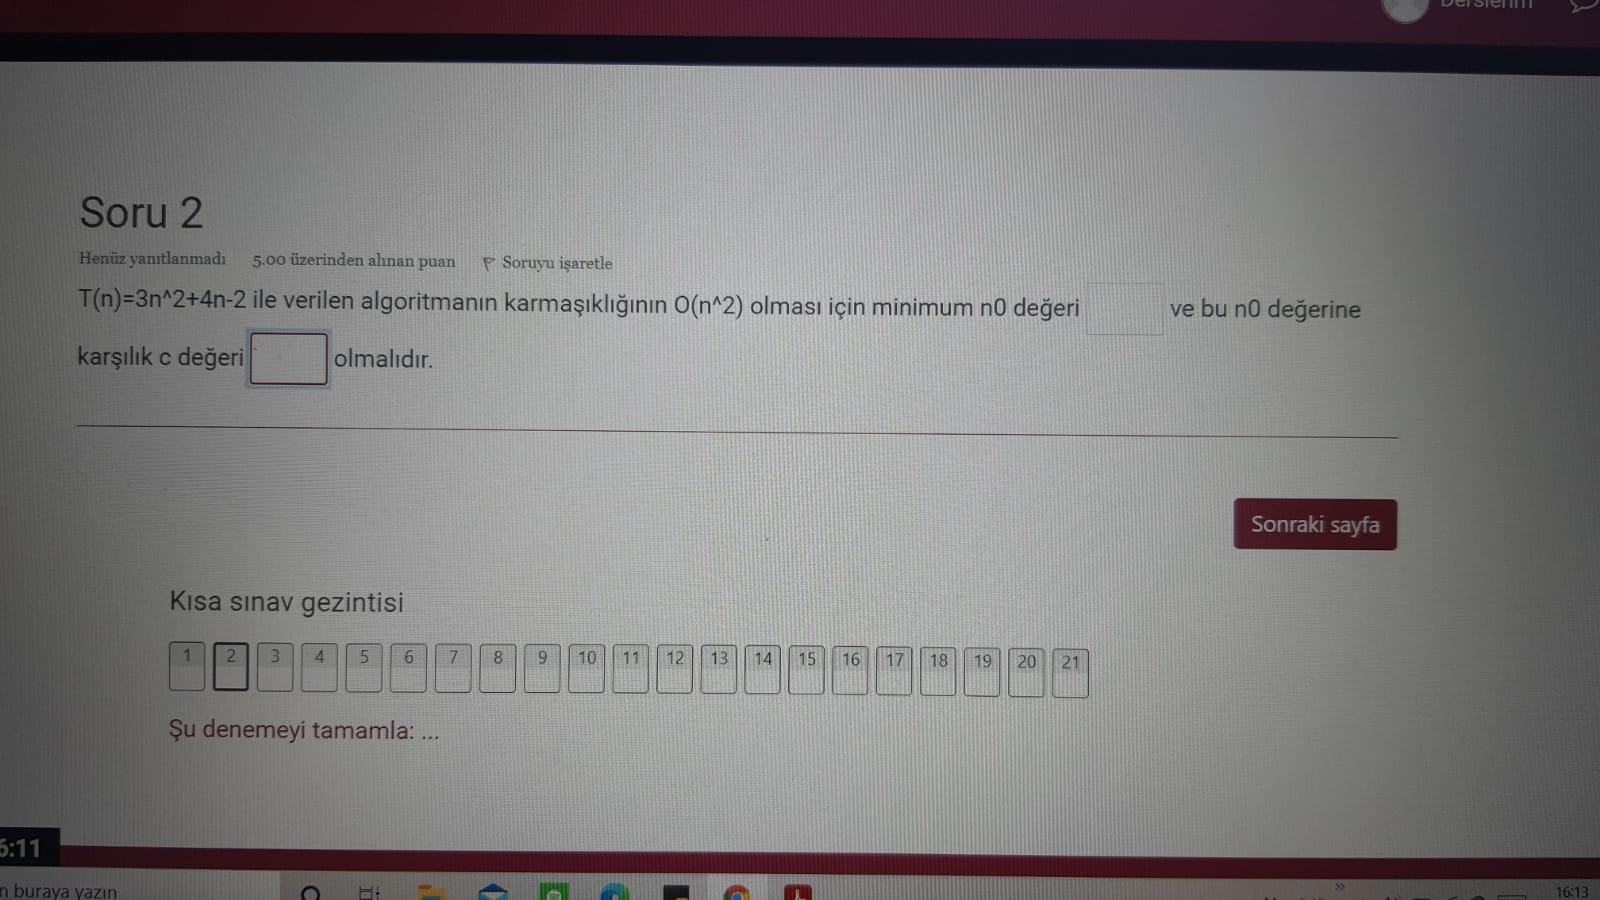 Derslerim
Soru 2
Henüz yanıtlanmadı 5.00 üzerinden alınan puan Soruyu işaretle
T(n)=3n^2+4n-2 ile verilen algoritmanın karmaşıklığının O(n^2) olması için minimum n0 değeri ve bu n0 değerine
karşılık c değeri olmalıdır.
Sonraki sayfa
Kısa sınav gezintisi
1 2 3 4 5 6 7 8 9 10 11 12 13 14 15 16 17 18 19 20 21
Şu denemeyi tamamla: ...
6:11
n buraya yazın
16:13